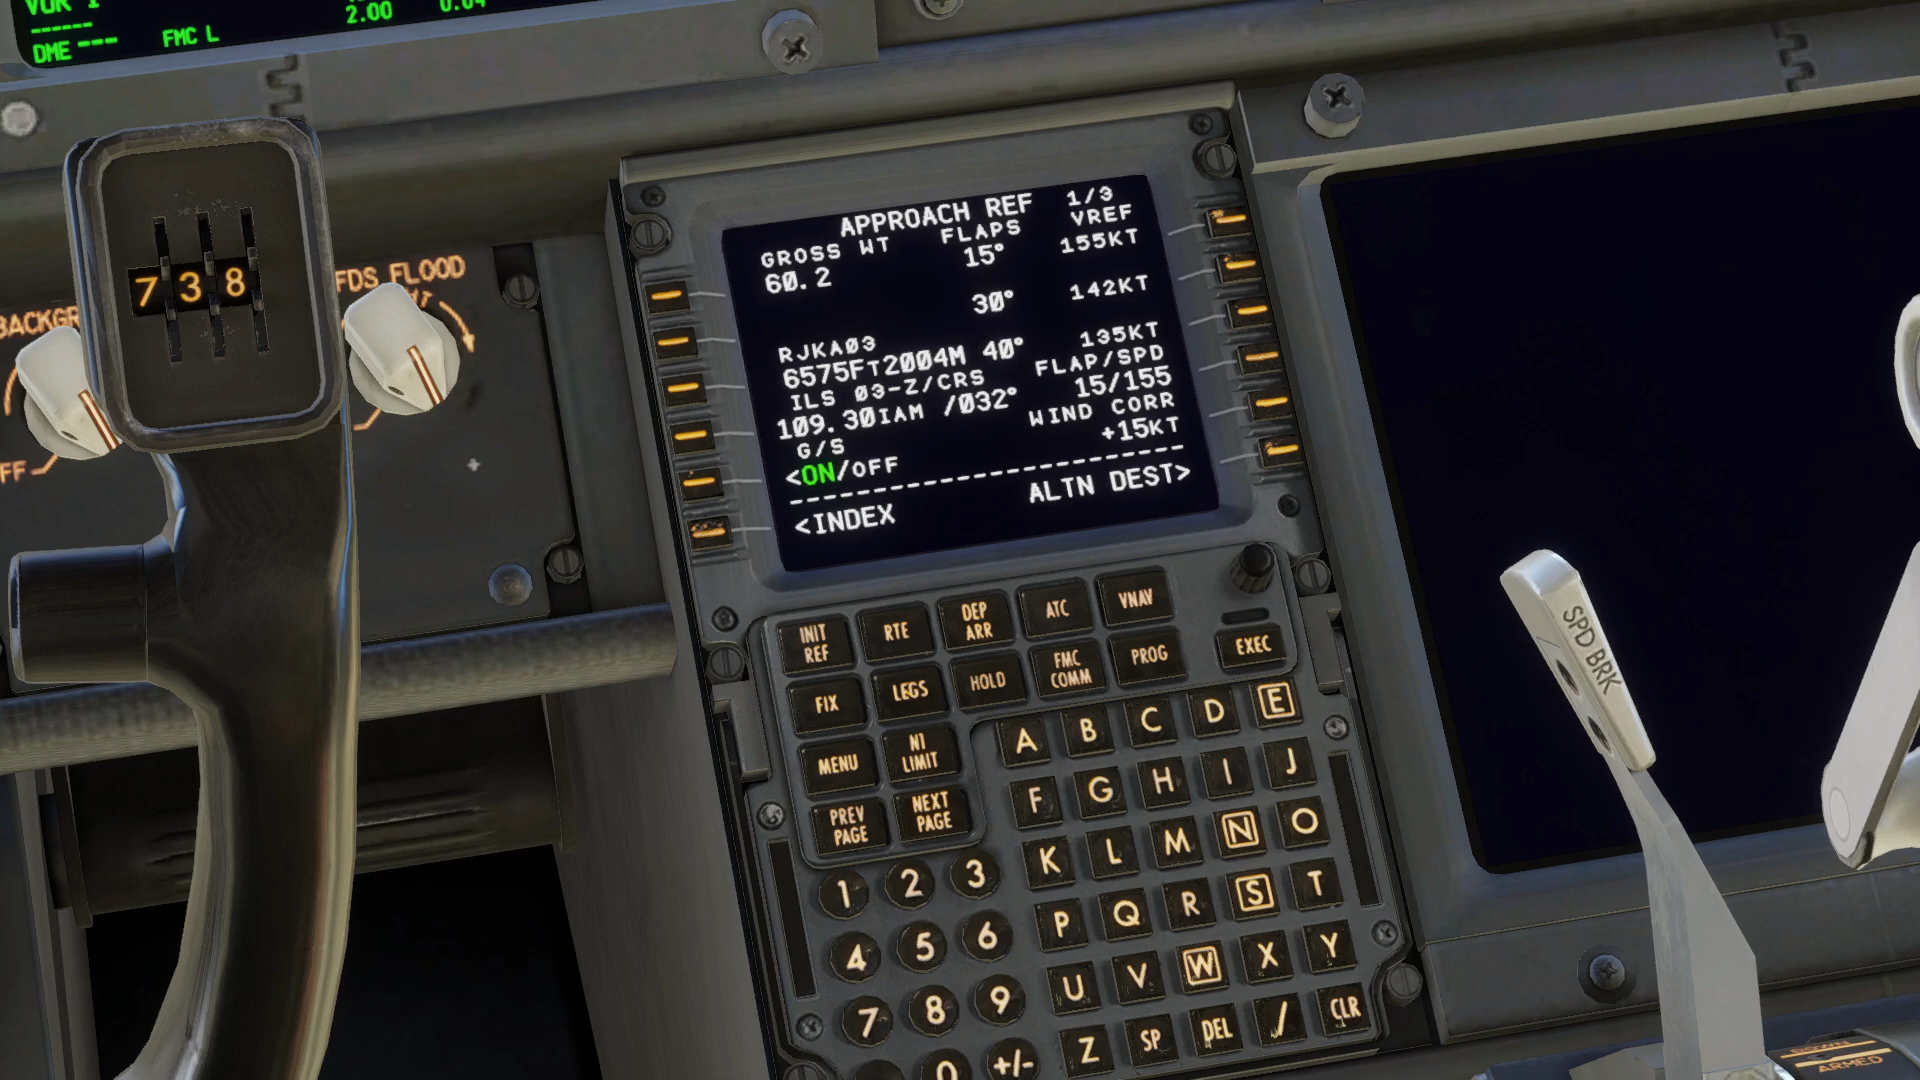 VOR 1
2.00 0.04
------
DME --- FMC L
738
BACKGR
FDS FLOOD
APPROACH REF 1/3
GROSS WT FLAPS VREF
60.2 15° 155KT
30° 142KT
RJKA03
6575FT2004M 40° 135KT
ILS 03-Z/CRS FLAP/SPD
109.30IAM /032° 15/155
G/S WIND CORR
<ON/OFF +15KT
--------------------------------
<INDEX ALTN DEST>
INIT REF
RTE
DEP ARR
ATC
VNAV
FIX
LEGS
HOLD
FMC COMM
PROG
EXEC
MENU
N1 LIMIT
PREV PAGE
NEXT PAGE
A B C D E
F G H I J
K L M N O
P Q R S T
U V W X Y
Z SP DEL / CLR
1 2 3
4 5 6
7 8 9
0 +/-
SPD BRK
DOWN
ARMED